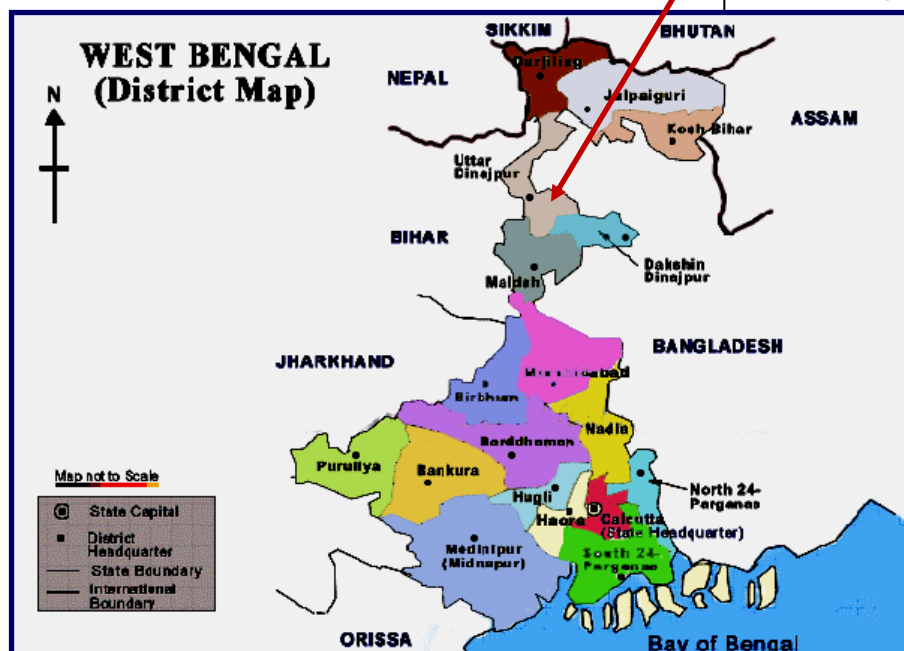 SIKKIM
BHUTAN
WEST BENGAL
(District Map)
Darjiling
NEPAL
N
Jalpaiguri
ASSAM
Kosh Bihar
Uttar
Dinajpur
BIHAR
Dakshin
Dinajpur
Maldah
BANGLADESH
JHARKHAND
Murshidabad
Birbhum
Nadia
Barddhaman
Puruliya
Bankura
Map not to Scale
Hugli
North 24-
Parganas
State Capital
Haora
Calcutta
(State Headquarter)
District
Headquarter
Medinipur
(Midnapur)
South 24-
Parganas
State Boundary
International
Boundary
ORISSA
Bay of Bengal